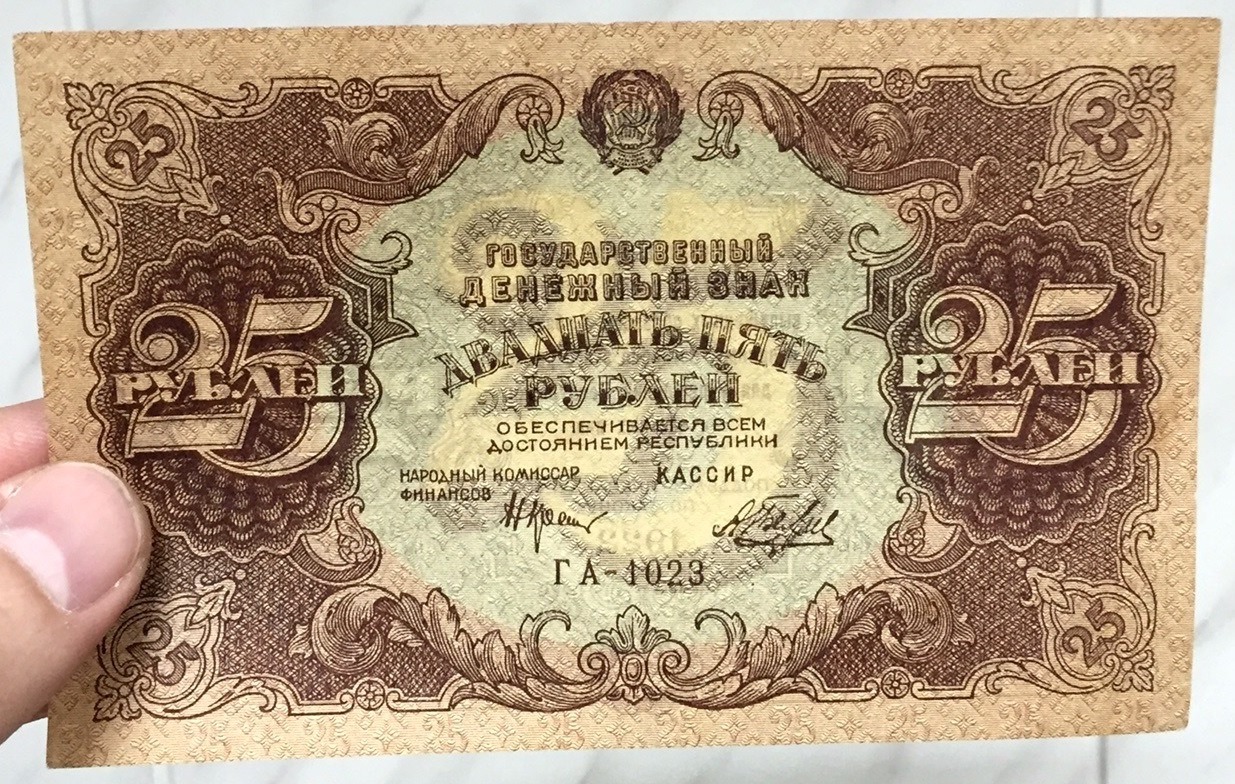 25
25
ГОСУДАРСТВЕННЫЙ
ДЕНЕЖНЫЙ ЗНАК
ДВАДЦАТЬ ПЯТЬ
РУБЛЕЙ
25
РУБЛЕЙ
25
РУБЛЕЙ
ОБЕСПЕЧИВАЕТСЯ ВСЕМ
ДОСТОЯНИЕМ РЕСПУБЛИКИ
НАРОДНЫЙ КОМИССАР
ФИНАНСОВ
КАССИР
ГА-1023
25
25